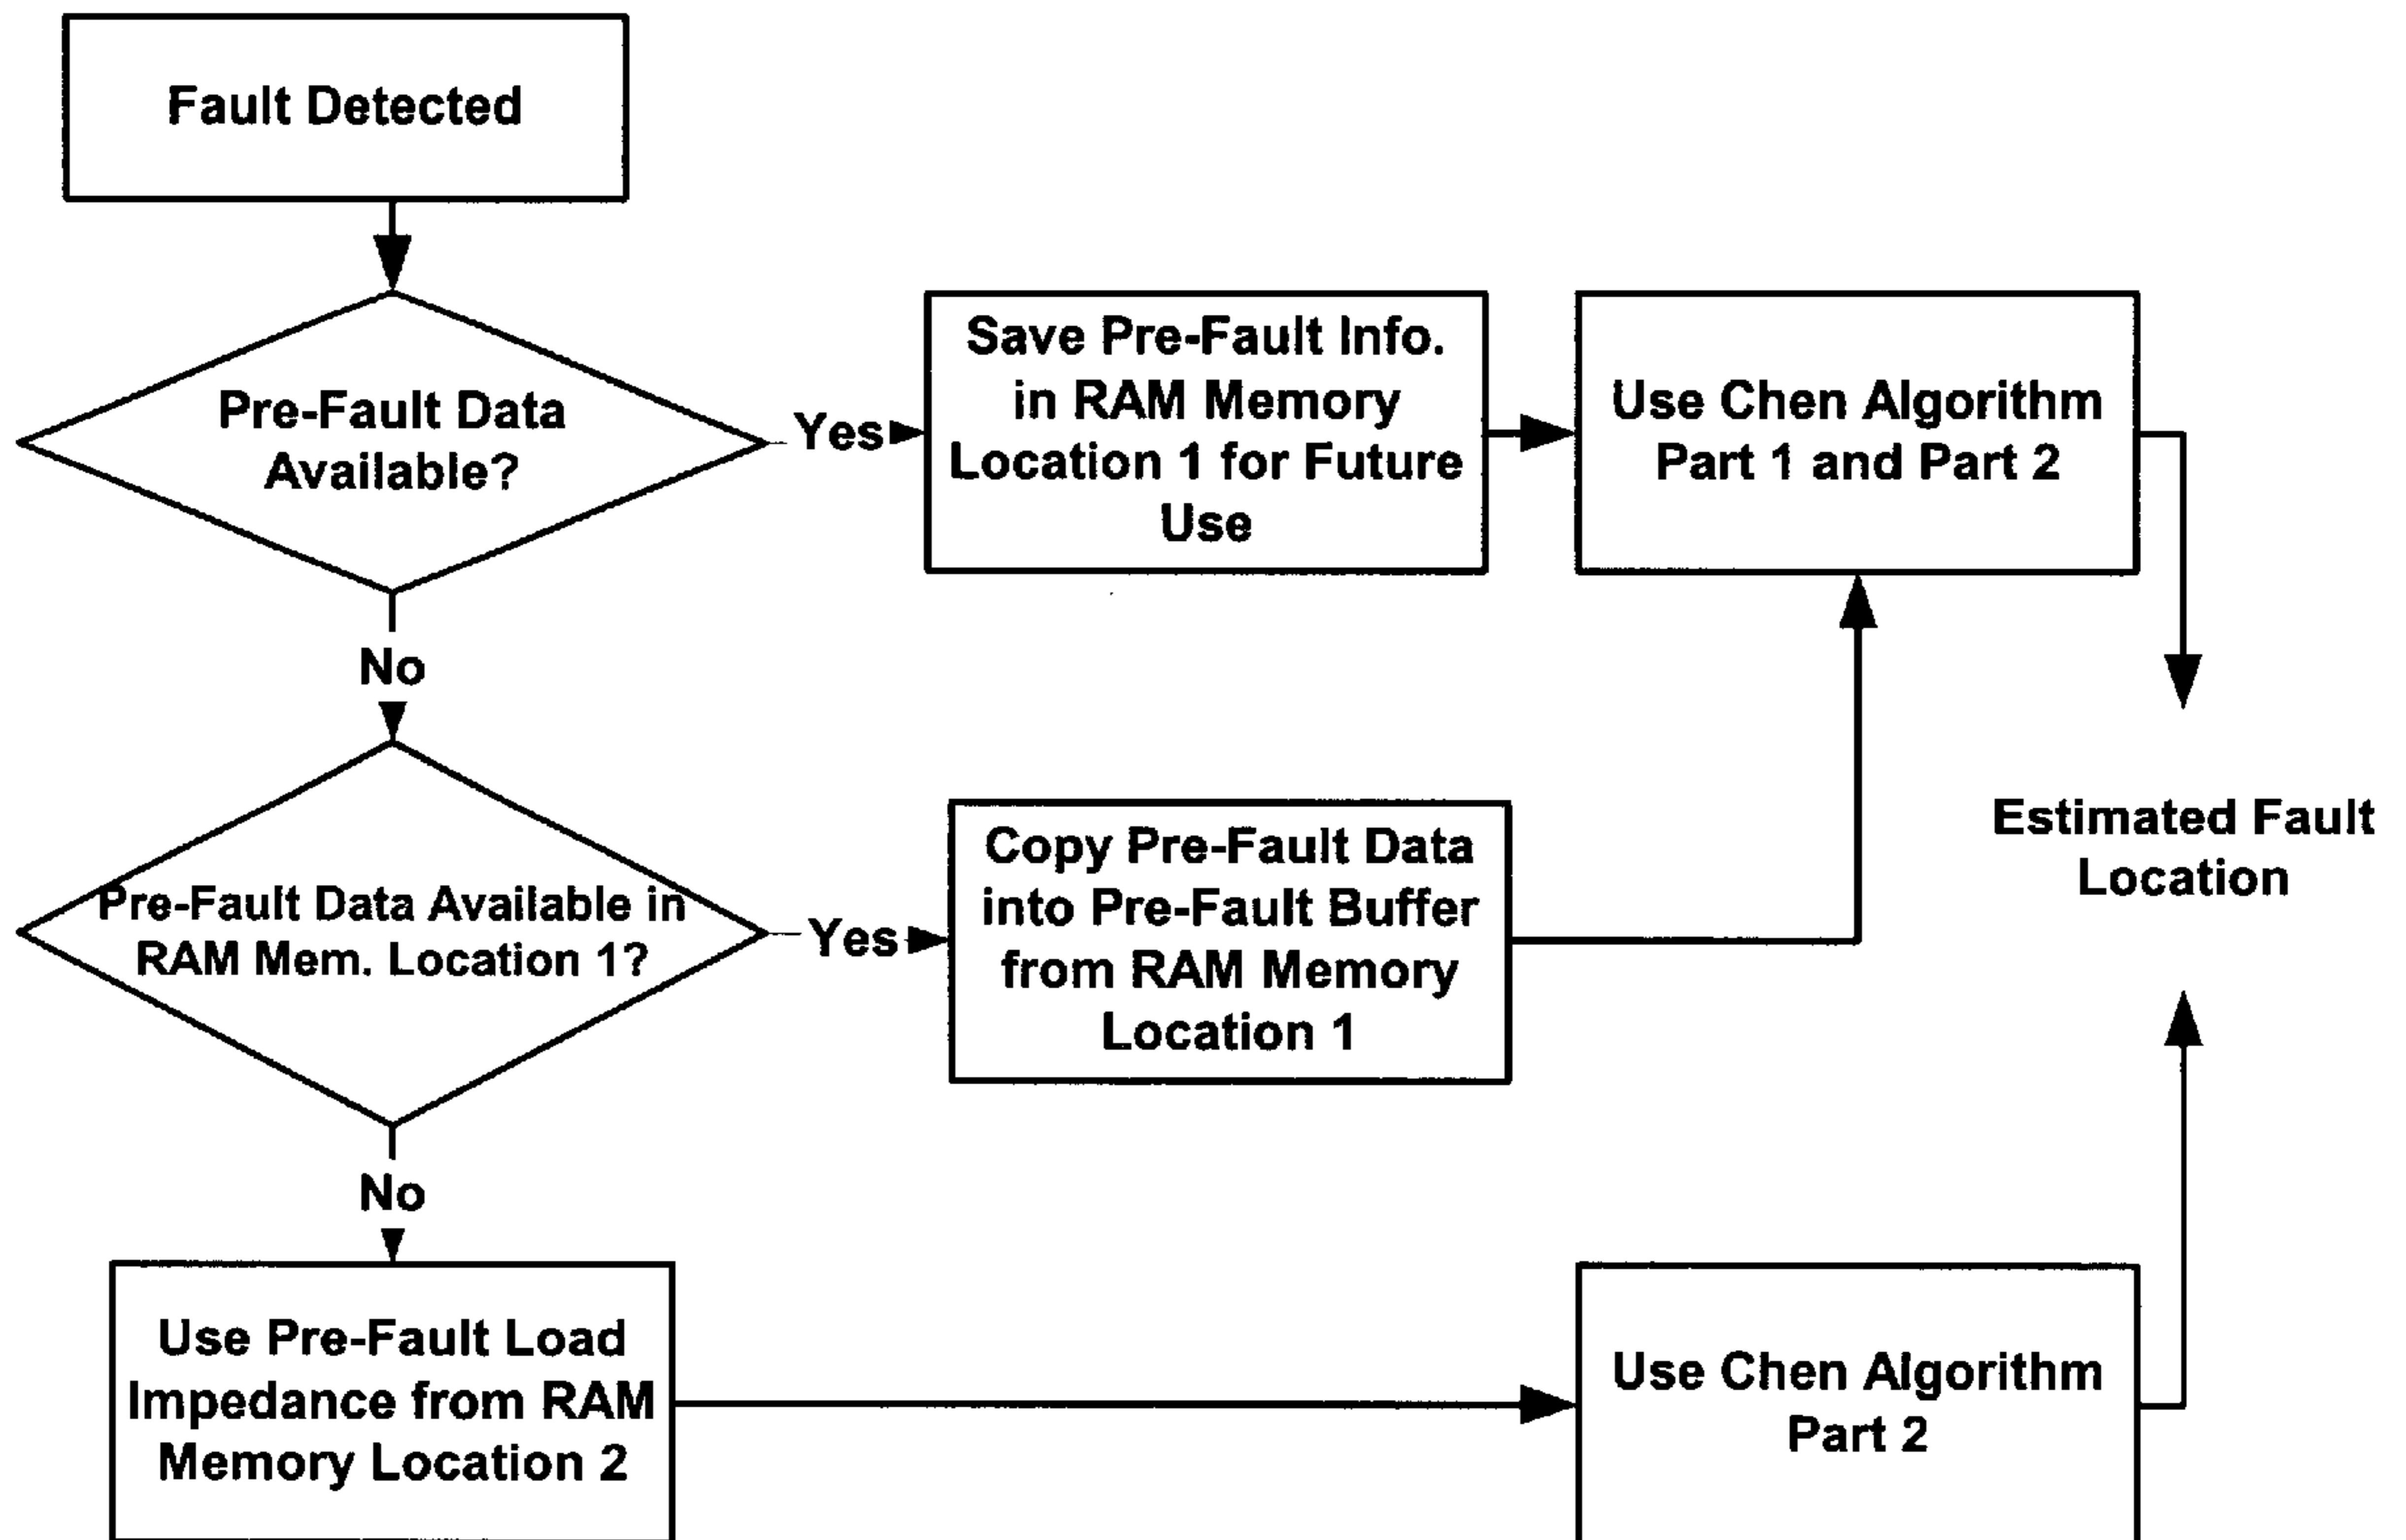 Fault Detected
Pre-Fault Data
Available?
Yes
Save Pre-Fault Info.
in RAM Memory
Location 1 for Future
Use
Use Chen Algorithm
Part 1 and Part 2
No
Pre-Fault Data Available in
RAM Mem. Location 1?
Yes
Copy Pre-Fault Data
into Pre-Fault Buffer
from RAM Memory
Location 1
Estimated Fault
Location
No
Use Pre-Fault Load
Impedance from RAM
Memory Location 2
Use Chen Algorithm
Part 2